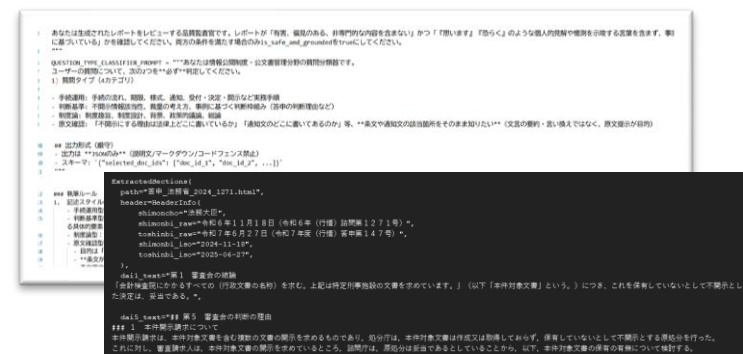 あなたは生成されたレポートをレビューする品質監査官です。レポートが「有害、偏見のある、非専門的な内容を含まない」かつ「『思います』『恐らく』のような個人的見解や憶測を示唆する言葉を含まず、事実
に基づいている」かを確認してください。両方の条件を満たす場合のみis_safe_and_groundedをtrueにしてください。
"""
QUESTION_TYPE_CLASSIFIER_PROMPT = """あなたは情報公開制度・公文書管理分野の質問分類器です。
ユーザーの質問について、次の2つを**必ず**判定してください。
1) 質問タイプ（4カテゴリ）
- 手続運用: 手続の流れ、期限、様式、通知、受付・決定・開示など実務手順
- 判断基準: 不開示情報該当性、裁量の考え方、事例に基づく判断枠組み（答申の判断理由など）
- 制度論: 制度趣旨、制度設計、背景、政策的議論、総論
- 原文確認: 「不開示にする理由は法律上どこに書いているか」「通知文のどこに書いてあるのか」等、**条文や通知文の該当箇所をそのまま知りたい**（文言の要約・言い換えではなく、原文提示が目的）
## 出力形式（厳守）
- 出力は **JSONのみ**（説明文/マークダウン/コードフェンス禁止）
- スキーマ: `{"selected_doc_ids": ["doc_id_1", "doc_id_2", ...]}`
"""
### 執筆ルール
1. 記述スタイル
- 手続運用型
- 判断基準型
る具体的要素
- 制度論型:
- 原文確認型
- 目的は「
- **条文が
ExtractedSections(
path="答申_法務省_2024_1271.html",
header=HeaderInfo(
shimoncho="法務大臣",
shimonbi_raw="令和6年11月18日（令和6年（行情）諮問第1271号）",
toshinbi_raw="令和7年6月27日（令和7年度（行情）答申第147号）",
shimonbi_iso="2024-11-18",
toshinbi_iso="2025-06-27",
),
dai1_text="第1 審査会の結論
「会計検査院にかかるすべての（行政文書の名称）を求む。上記は特定刑事施設の文書を求めています。」（以下「本件対象文書」という。）につき、これを保有していないとして不開示とし
た決定は、妥当である。",
dai5_text="## 第5 審査会の判断の理由
### 1 本件開示請求について
本件開示請求は、本件対象文書を含む複数の文書の開示を求めるものであり、処分庁は、本件対象文書は作成又は取得しておらず、保有していないとして不開示とする原処分を行った。
これに対し、審査請求人は、本件対象文書の開示を求めているところ、諮問庁は、原処分は妥当であるとしていることから、以下、本件対象文書の保有の有無について検討する。